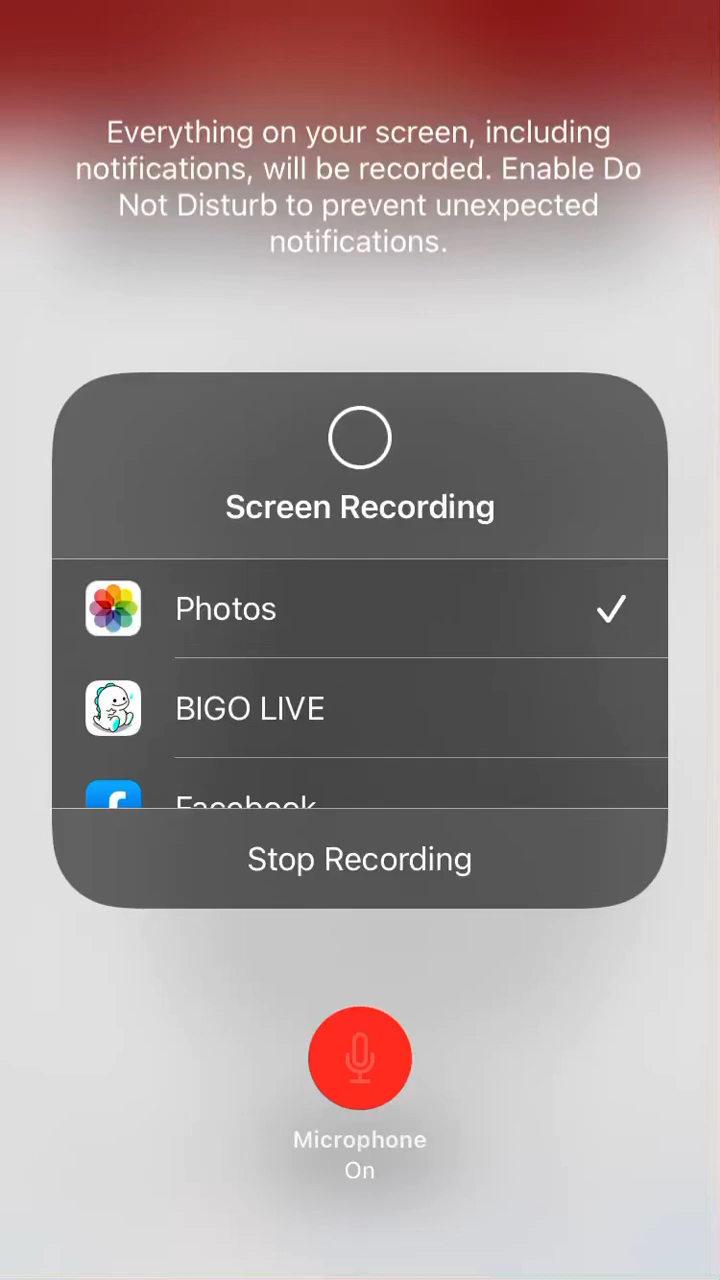 Everything on your screen, including
notifications, will be recorded. Enable Do
Not Disturb to prevent unexpected
notifications.
Screen Recording
Photos
BIGO LIVE
Facebook
Stop Recording
Microphone
On